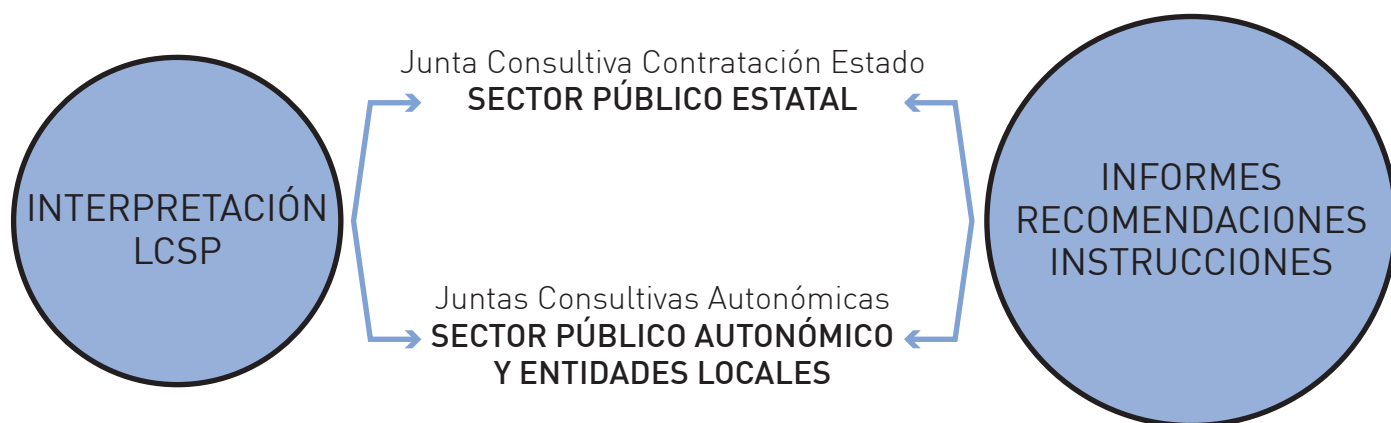 INTERPRETACIÓN
LCSP
Junta Consultiva Contratación Estado
SECTOR PÚBLICO ESTATAL
Juntas Consultivas Autonómicas
SECTOR PÚBLICO AUTONÓMICO
Y ENTIDADES LOCALES
INFORMES
RECOMENDACIONES
INSTRUCCIONES